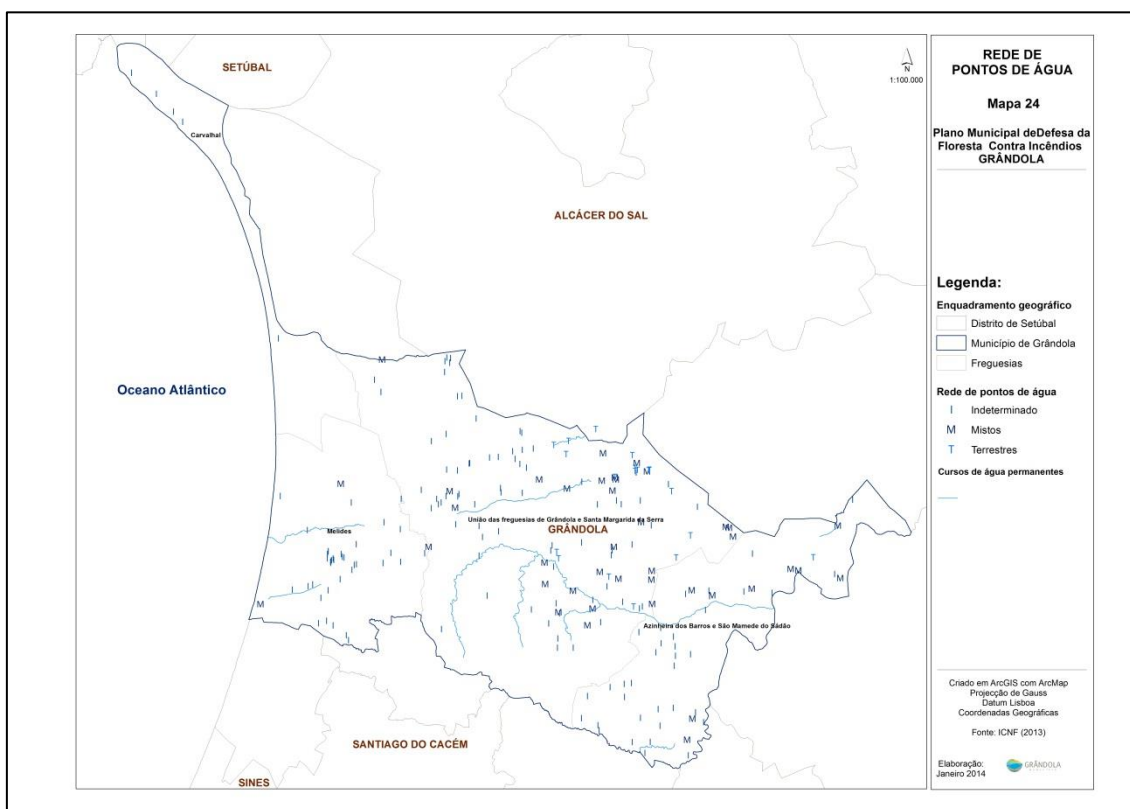 SETÚBAL
Carvalhal
ALCÁCER DO SAL
Oceano Atlântico
União das freguesias de Grândola e Santa Margarida da Serra
GRÂNDOLA
Melides
Azinheira dos Barros e São Mamede do Sádão
SANTIAGO DO CACÉM
SINES
N
1:100.000
REDE DE
PONTOS DE ÁGUA
Mapa 24
Plano Municipal deDefesa da
Floresta Contra Incêndios
GRÂNDOLA
Legenda:
Enquadramento geográfico
Distrito de Setúbal
Município de Grândola
Freguesias
Rede de pontos de água
I Indeterminado
M Mistos
T Terrestres
Cursos de água permanentes
Criado em ArcGIS com ArcMap
Projecção de Gauss
Datum Lisboa
Coordenadas Geográficas
Fonte: ICNF (2013)
Elaboração:
Janeiro 2014
GRÂNDOLA